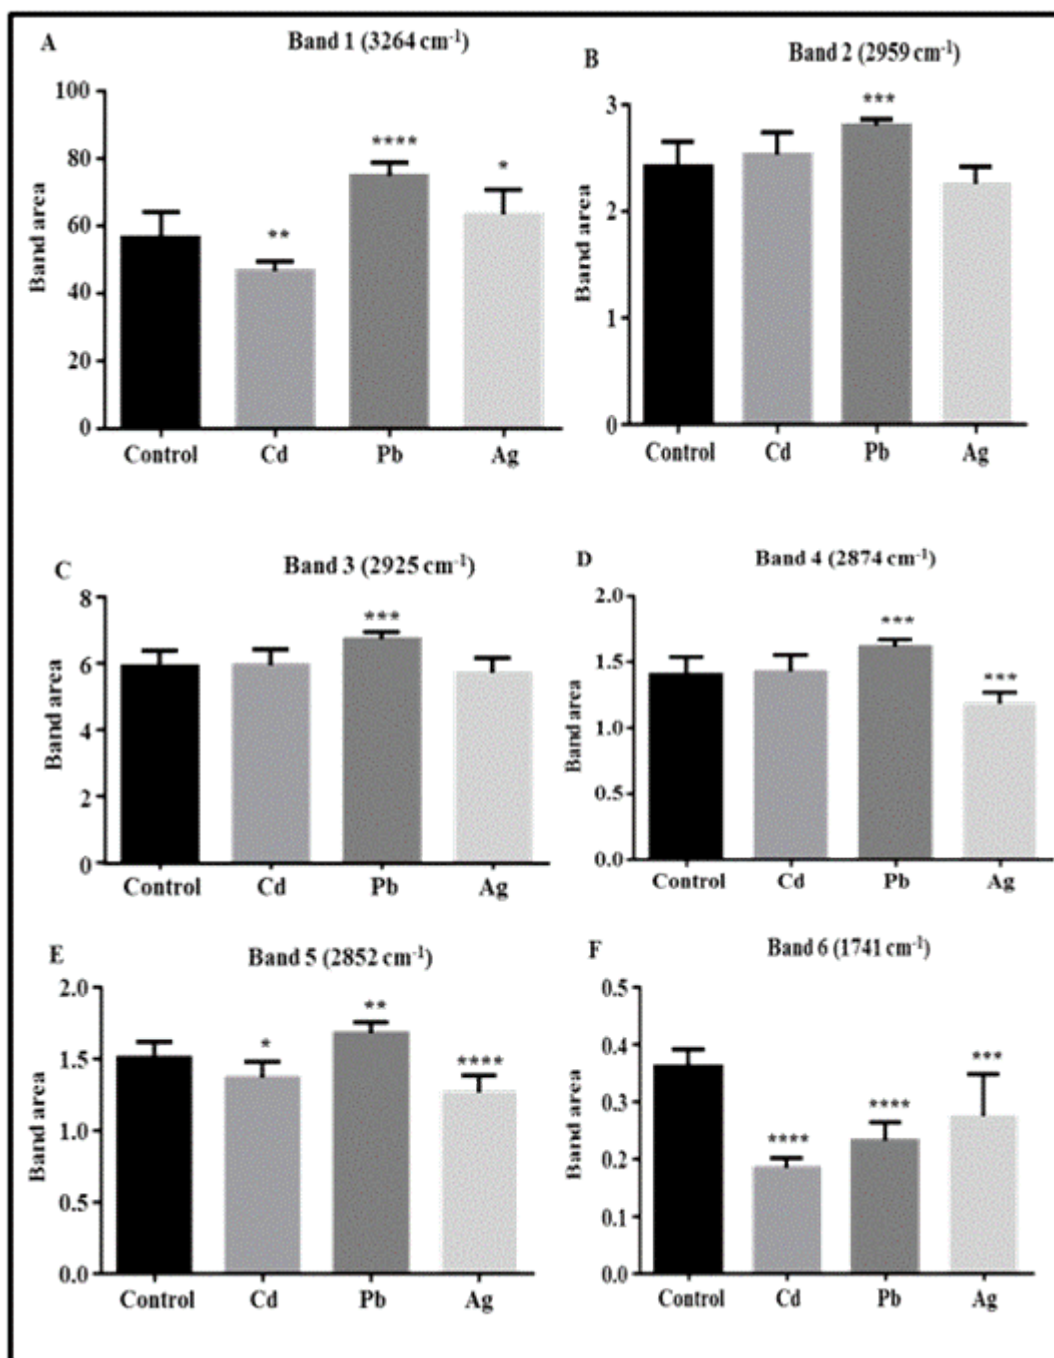 A
Band 1 (3264 cm-1)
Band area
100
80
60
40
20
0
****
*
**
Control Cd Pb Ag
B
Band 2 (2959 cm-1)
Band area
3
2
1
0
***
Control Cd Pb Ag
C
Band 3 (2925 cm-1)
Band area
8
6
4
2
0
***
Control Cd Pb Ag
D
Band 4 (2874 cm-1)
Band area
2.0
1.5
1.0
0.5
0.0
***
***
Control Cd Pb Ag
E
Band 5 (2852 cm-1)
Band area
2.0
1.5
1.0
0.5
0.0
**
*
****
Control Cd Pb Ag
F
Band 6 (1741 cm-1)
Band area
0.5
0.4
0.3
0.2
0.1
0.0
***
****
****
Control Cd Pb Ag